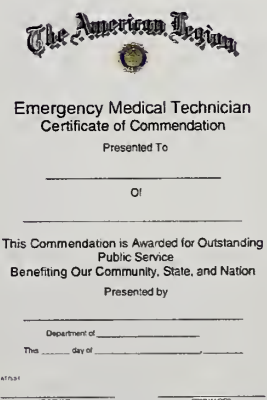 The American Legion
Emergency Medical Technician
Certificate of Commendation
Presented To
Of
This Commendation is Awarded for Outstanding
Public Service
Benefiting Our Community, State, and Nation
Presented by
Department of
This day of ,